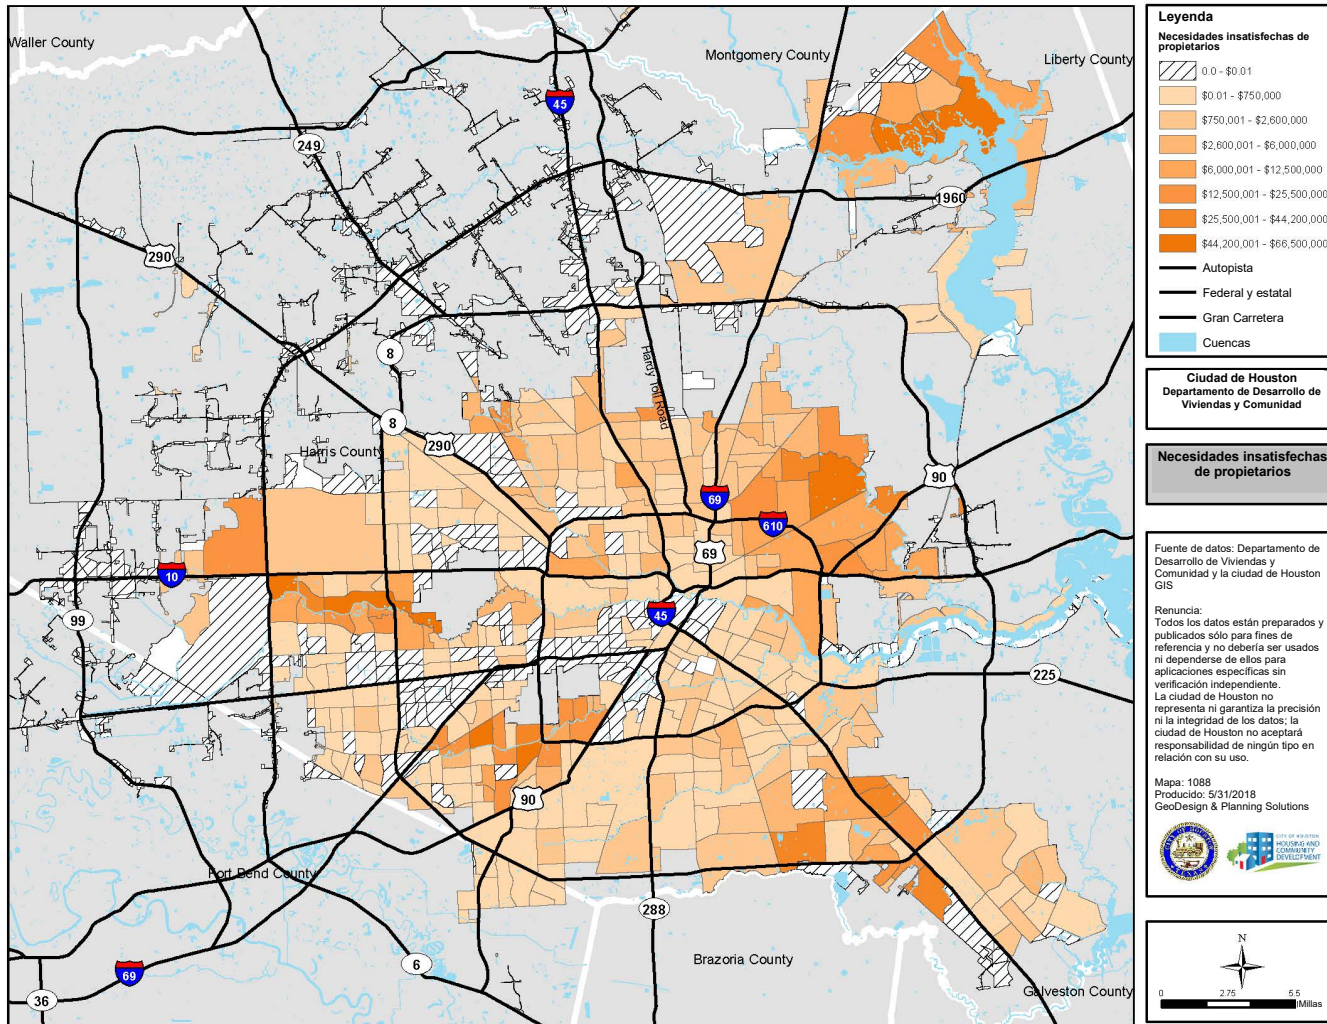 Waller County
Montgomery County
Liberty County
45
249
1960
290
8
Hardy Toll Road
8
Harris County
290
90
69
610
69
10
45
99
225
90
Fort Bend County
288
6
69
36
Brazoria County
Galveston County
Leyenda
Necesidades insatisfechas de
propietarios
0.0 - $0.01
$0.01 - $750,000
$750,001 - $2,600,000
$2,600,001 - $6,000,000
$6,000,001 - $12,500,000
$12,500,001 - $25,500,000
$25,500,001 - $44,200,000
$44,200,001 - $66,500,000
Autopista
Federal y estatal
Gran Carretera
Cuencas
Ciudad de Houston
Departamento de Desarrollo de
Viviendas y Comunidad
Necesidades insatisfechas
de propietarios
Fuente de datos: Departamento de
Desarrollo de Viviendas y
Comunidad y la ciudad de Houston
GIS
Renuncia:
Todos los datos están preparados y
publicados sólo para fines de
referencia y no debería ser usados
ni dependerse de ellos para
aplicaciones específicas sin
verificación independiente.
La ciudad de Houston no
representa ni garantiza la precisión
ni la integridad de los datos; la
ciudad de Houston no aceptará
responsabilidad de ningún tipo en
relación con su uso.
Mapa: 1088
Producido: 5/31/2018
GeoDesign & Planning Solutions
CITY OF HOUSTON
HOUSING AND
COMMUNITY
DEVELOPMENT
N
0 2.75 5.5
Millas